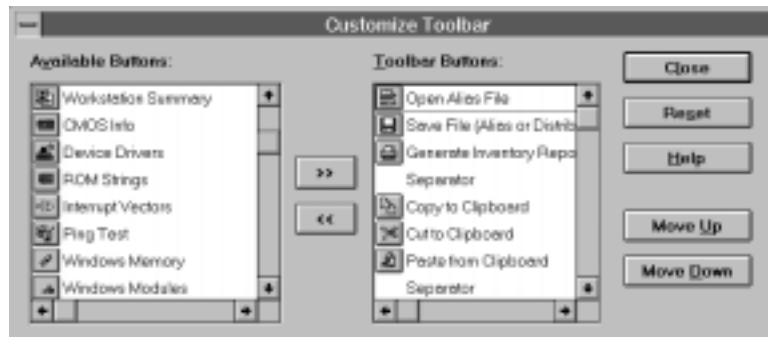 Customize Toolbar
Available Buttons:
Workstation Summary
CMOS Info
Device Drivers
ROM Strings
Interrupt Vectors
Ping Test
Windows Memory
Windows Modules
>>
<<
Toolbar Buttons:
Open Alias File
Save File (Alias or Distrib
Generate Inventory Repo
Separator
Copy to Clipboard
Cut to Clipboard
Paste from Clipboard
Separator
Close
Reset
Help
Move Up
Move Down